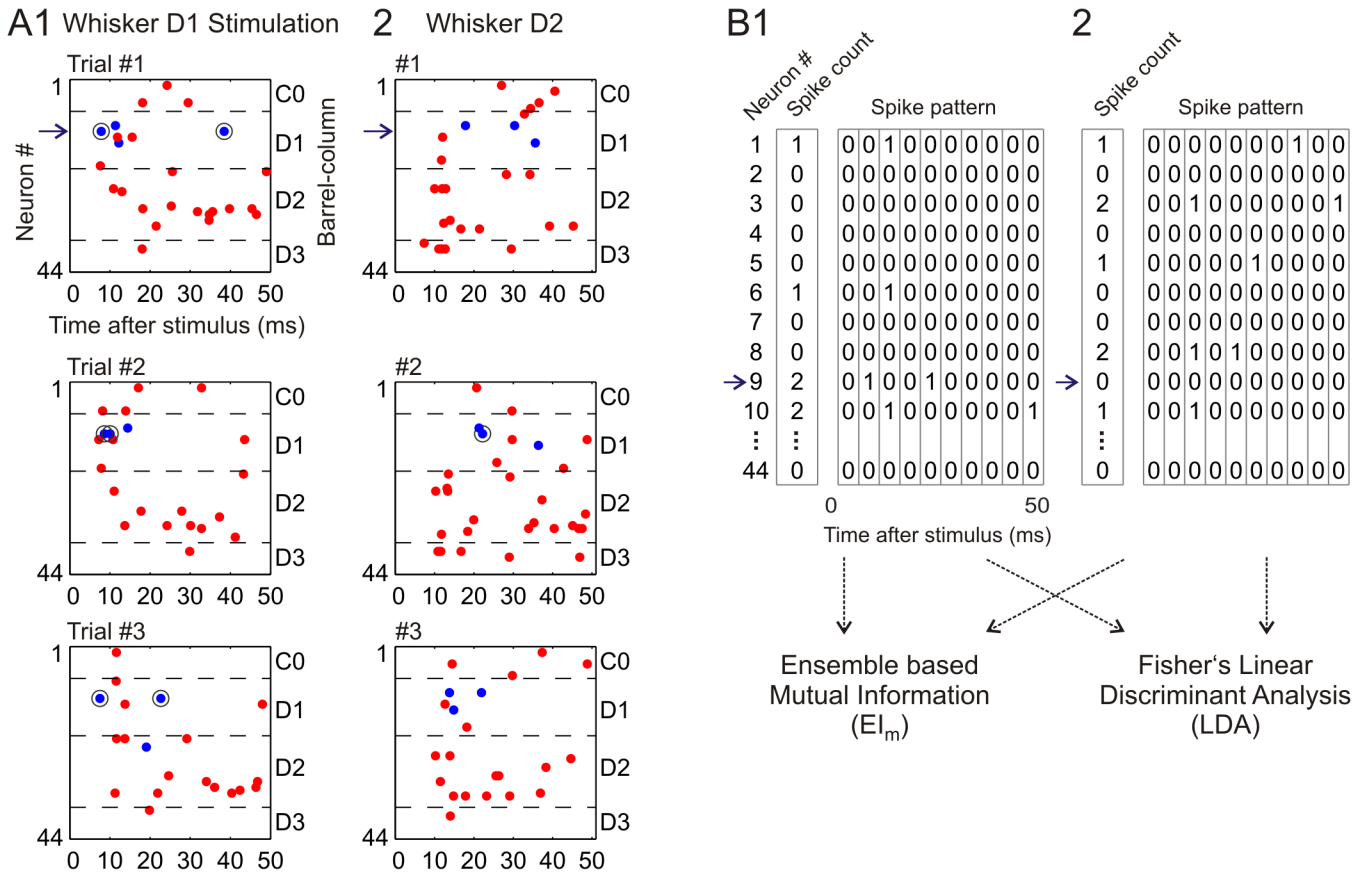 A1 Whisker D1 Stimulation 2 Whisker D2
Trial #1
1
C0
D1
D2
D3
44
Neuron #
Barrel-column
0 10 20 30 40 50
Time after stimulus (ms)
#1
C0
D1
D2
D3
0 10 20 30 40 50
Trial #2
1
C0
D1
D2
D3
44
0 10 20 30 40 50
#2
C0
D1
D2
D3
0 10 20 30 40 50
Trial #3
1
C0
D1
D2
D3
44
0 10 20 30 40 50
#3
C0
D1
D2
D3
0 10 20 30 40 50
B1
Neuron #
Spike count
Spike pattern
1 1 0 0 1 0 0 0 0 0 0 0
2 0 0 0 0 0 0 0 0 0 0 0
3 0 0 0 0 0 0 0 0 0 0 0
4 0 0 0 0 0 0 0 0 0 0 0
5 0 0 0 0 0 0 0 0 0 0 0
6 1 0 0 1 0 0 0 0 0 0 0
7 0 0 0 0 0 0 0 0 0 0 0
8 0 0 0 0 0 0 0 0 0 0 0
9 2 0 1 0 0 1 0 0 0 0 0
10 2 0 0 1 0 0 0 0 0 0 1
⋮ ⋮
44 0 0 0 0 0 0 0 0 0 0 0
0 50
Time after stimulus (ms)
2
Spike count
Spike pattern
1 0 0 0 0 0 0 0 1 0 0
0 0 0 0 0 0 0 0 0 0 0
2 0 0 1 0 0 0 0 0 0 1
0 0 0 0 0 0 0 0 0 0 0
1 0 0 0 0 0 1 0 0 0 0
0 0 0 0 0 0 0 0 0 0 0
0 0 0 0 0 0 0 0 0 0 0
2 0 0 1 0 1 0 0 0 0 0
0 0 0 0 0 0 0 0 0 0 0
1 0 0 1 0 0 0 0 0 0 0
⋮
0 0 0 0 0 0 0 0 0 0 0
Ensemble based
Mutual Information
(EIm)
Fisher‘s Linear
Discriminant Analysis
(LDA)